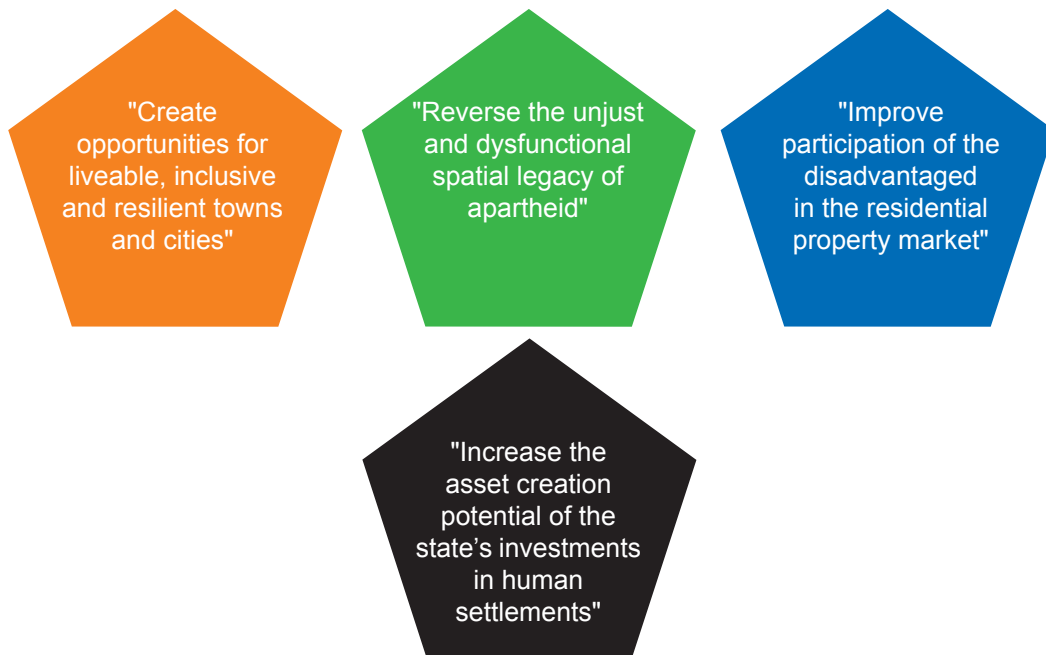 "Create
opportunities for
liveable, inclusive
and resilient towns
and cities"
"Reverse the unjust
and dysfunctional
spatial legacy of
apartheid"
"Improve
participation of the
disadvantaged
in the residential
property market"
"Increase the
asset creation
potential of the
state’s investments
in human
settlements"